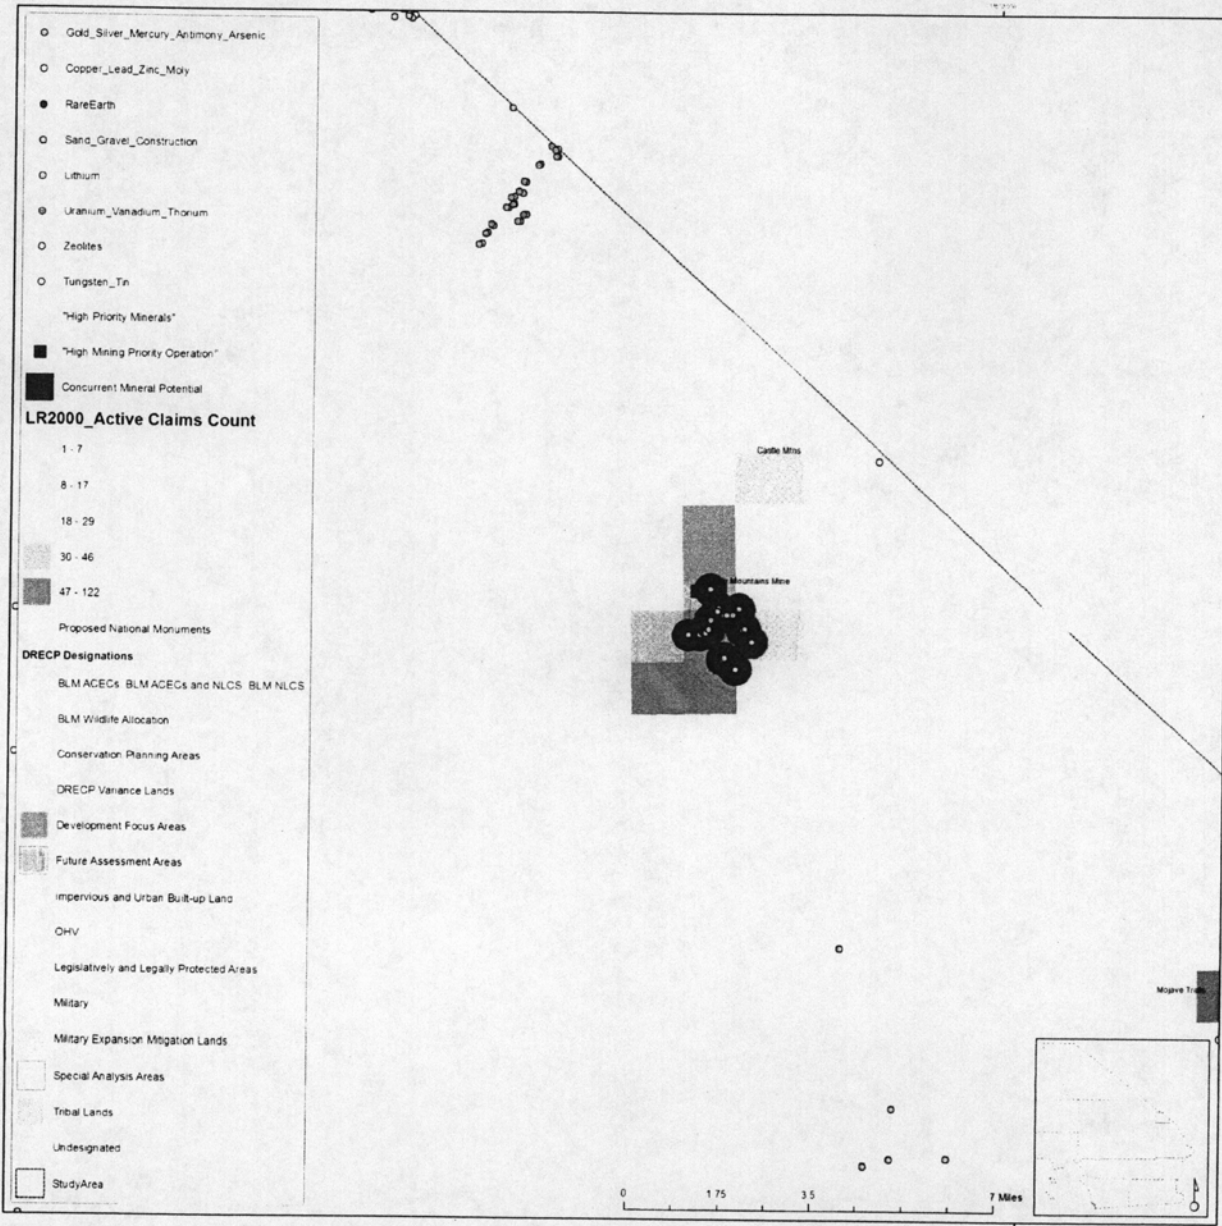 Gold_Silver_Mercury_Antimony_Arsenic
Copper_Lead_Zinc_Moly
RareEarth
Sand_Gravel_Construction
Lithium
Uranium_Vanadium_Thorium
Zeolites
Tungsten_Tin
"High Priority Minerals"
"High Mining Priority Operation"
Concurrent Mineral Potential
LR2000_Active Claims Count
1 - 7
8 - 17
18 - 29
30 - 46
47 - 122
Proposed National Monuments
DRECP Designations
BLM ACECs BLM ACECs and NLCS BLM NLCS
BLM Wildlife Allocation
Conservation Planning Areas
DRECP Variance Lands
Development Focus Areas
Future Assessment Areas
Impervious and Urban Built-up Land
OHV
Legislatively and Legally Protected Areas
Military
Military Expansion Mitigation Lands
Special Analysis Areas
Tribal Lands
Undesignated
StudyArea
Castle Mtns
Mountains Mine
Mojave Trails
0 1 75 3 5 7 Miles